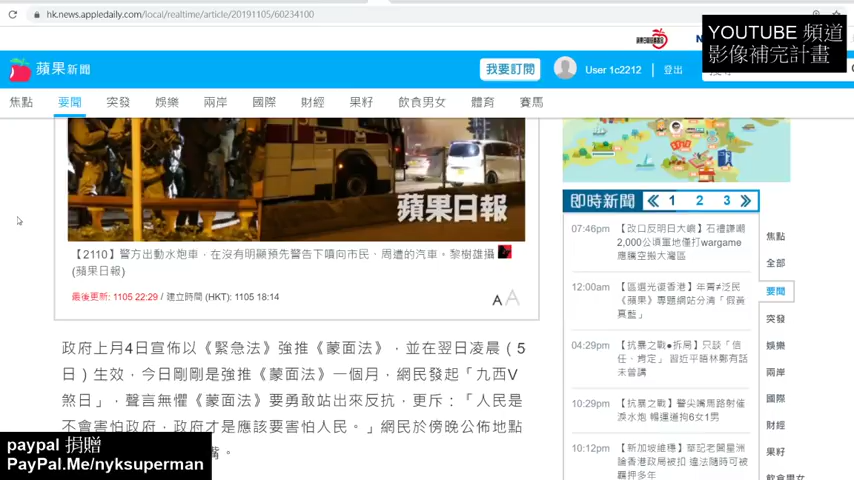 hk.news.appledaily.com/local/realtime/article/20191105/60234100
YOUTUBE 頻道
影像補完計畫
蘋果新聞
我要訂閱
User 1c2212
登出
焦點 要聞 突發 娛樂 兩岸 國際 財經 果籽 飲食男女 體育 賽馬
蘋果日報
【2110】警方出動水炮車,在沒有明顯預先警告下噴向市民、周遭的汽車。黎樹雄攝
(蘋果日報)
最後更新: 1105 22:29 / 建立時間 (HKT): 1105 18:14
A A
政府上月4日宣佈以《緊急法》強推《蒙面法》,並在翌日凌晨(5
日)生效,今日剛剛是強推《蒙面法》一個月,網民發起「九西V
煞日」,聲言無懼《蒙面法》要勇敢站出來反抗,更斥:「人民是
不會害怕政府,政府才是應該要害怕人民。」網民於傍晚公佈地點
嘴。
paypal 捐贈
PayPal.Me/nyksuperman
即時新聞 1 2 3
07:46pm
【改口反明日大嶼】石禮謙嘲
2,000公頃軍地僅打wargame
應騰空搬大灣區
12:00am
【區選光復香港】年需≠泛民
《蘋果》專題網站分清「假黃
真藍」
04:29pm
【抗暴之戰●拆局】只談「信
任、肯定」 習近平晤林鄭有話
未曾講
10:29pm
【抗暴之戰】警尖嘴馬路射催
淚水炮 暢運道拘6女1男
10:12pm
【新加坡維穩】華記老闆星洲
論香港政局被扣 違法隨時可被
羈押多年
焦點
全部
要聞
突發
娛樂
兩岸
國際
財經
果籽
飲食男女